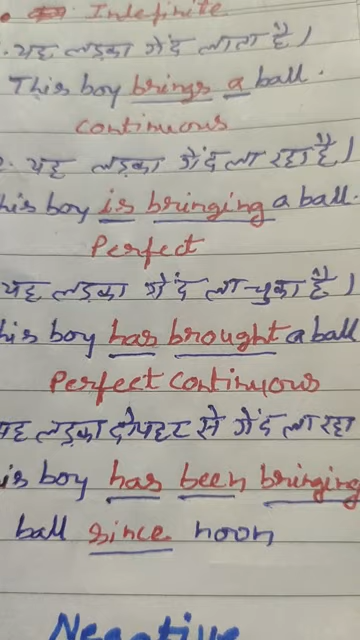 Indefinite
यह लड़का गेंद लाता है।
This boy brings a ball.
Continuous
यह लड़का गेंद ला रहा है।
his boy is bringing a ball.
Perfect
यह लड़का गेंद ला चुका है।
his boy has brought a ball
Perfect Continuous
यह लड़का दोपहर से गेंद ला रहा
is boy has been bringing
ball since noon
Negative